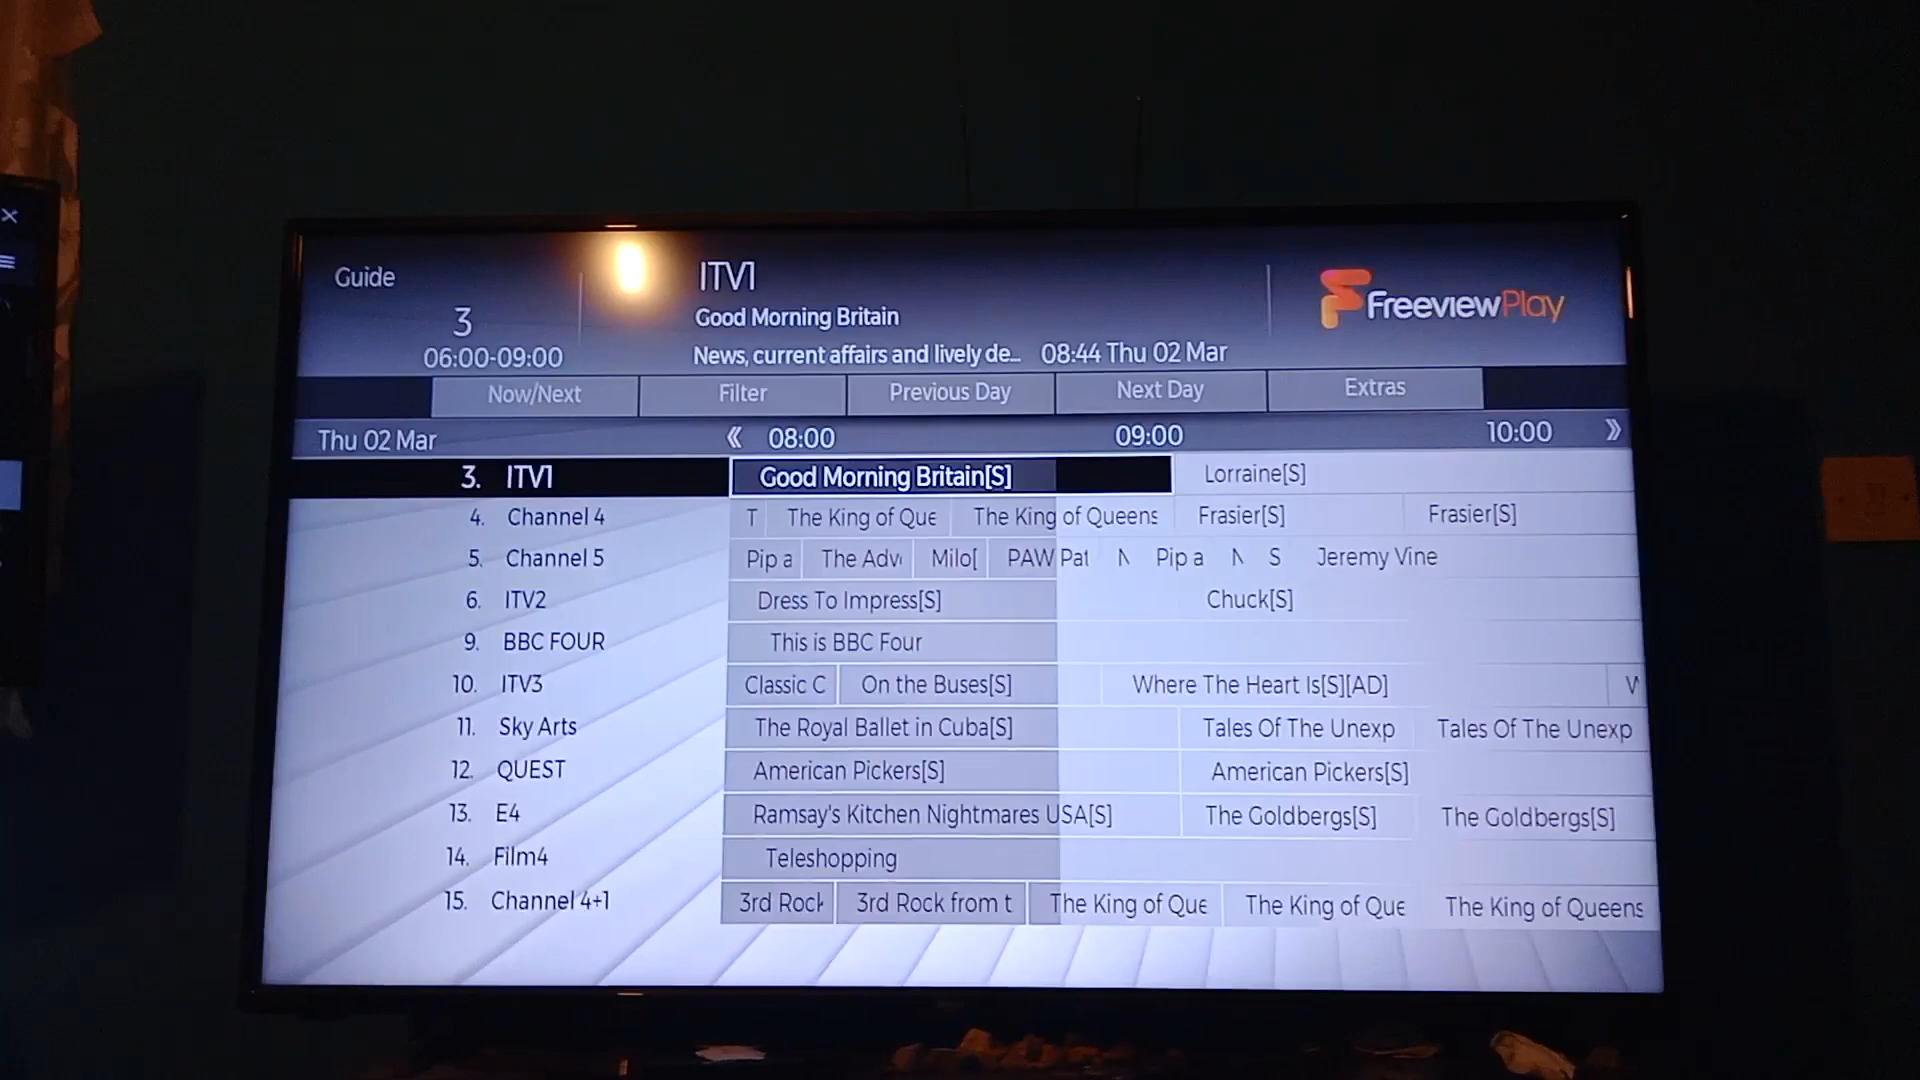 Guide
ITV1
3
Good Morning Britain
FreeviewPlay
06:00-09:00
News, current affairs and lively de... 08:44 Thu 02 Mar
Now/Next Filter Previous Day Next Day Extras
Thu 02 Mar « 08:00 09:00 10:00 »
3. ITV1 Good Morning Britain[S] Lorraine[S]
4. Channel 4 T The King of Que The King of Queens Frasier[S] Frasier[S]
5. Channel 5 Pip a The Adv Milo[ PAW Pat N Pip a N S Jeremy Vine
6. ITV2 Dress To Impress[S] Chuck[S]
9. BBC FOUR This is BBC Four
10. ITV3 Classic C On the Buses[S] Where The Heart Is[S][AD]
11. Sky Arts The Royal Ballet in Cuba[S] Tales Of The Unexp Tales Of The Unexp
12. QUEST American Pickers[S] American Pickers[S]
13. E4 Ramsay's Kitchen Nightmares USA[S] The Goldbergs[S] The Goldbergs[S]
14. Film4 Teleshopping
15. Channel 4+1 3rd Rock 3rd Rock from t The King of Que The King of Que The King of Queens